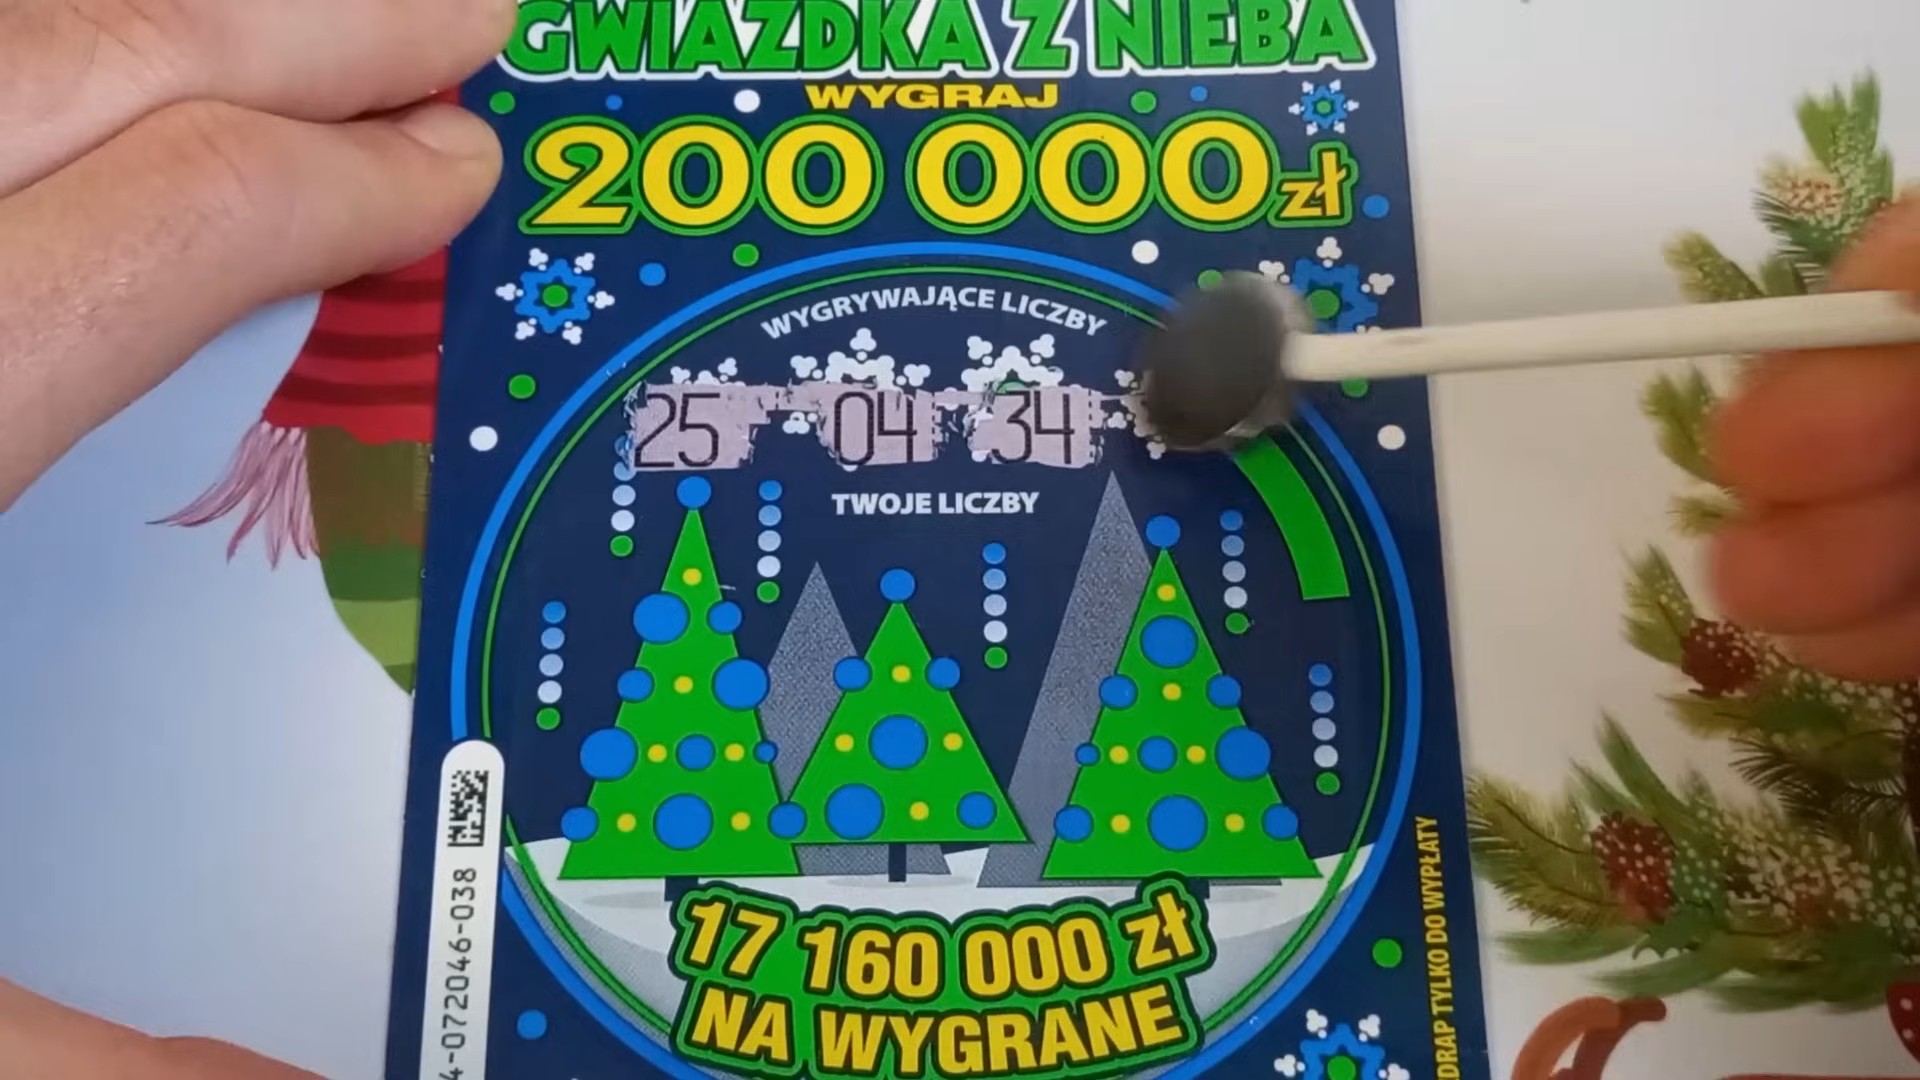 GWIAZDKA Z NIEBA
WYGRAJ
200 000 zł
WYGRYWAJĄCE LICZBY
25 04 34
TWOJE LICZBY
17 160 000 zł
NA WYGRANE
4-072046-038
TYLKO DO WYPŁATY